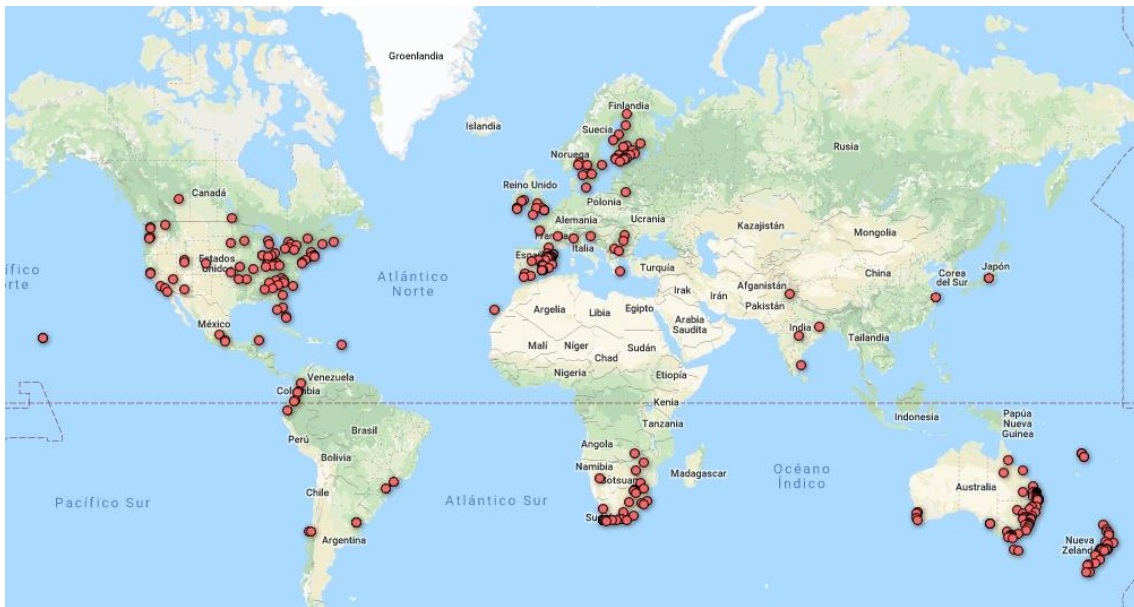 Groenlandia
Islandia
Finlandia
Suecia
Noruega
Rusia
Canadá
Reino Unido
Polonia
Alemania
Ucrania
Kazajistán
Mongolia
Italia
Turquía
Estados
Atlántico
Norte
Corea
del Sur
Japón
China
Afganistán
Irak
Irán
Pakistán
Argelia
Libia
Egipto
Arabia
Saudita
México
India
Tailandia
Malí
Níger
Chad
Sudán
Nigeria
Etiopía
Venezuela
Kenia
Tanzania
Indonesia
Papúa
Nueva
Guinea
Perú
Brasil
Bolivia
Angola
Namibia
Madagascar
Océano
Índico
Chile
Pacífico Sur
Atlántico Sur
Australia
Argentina
Nueva